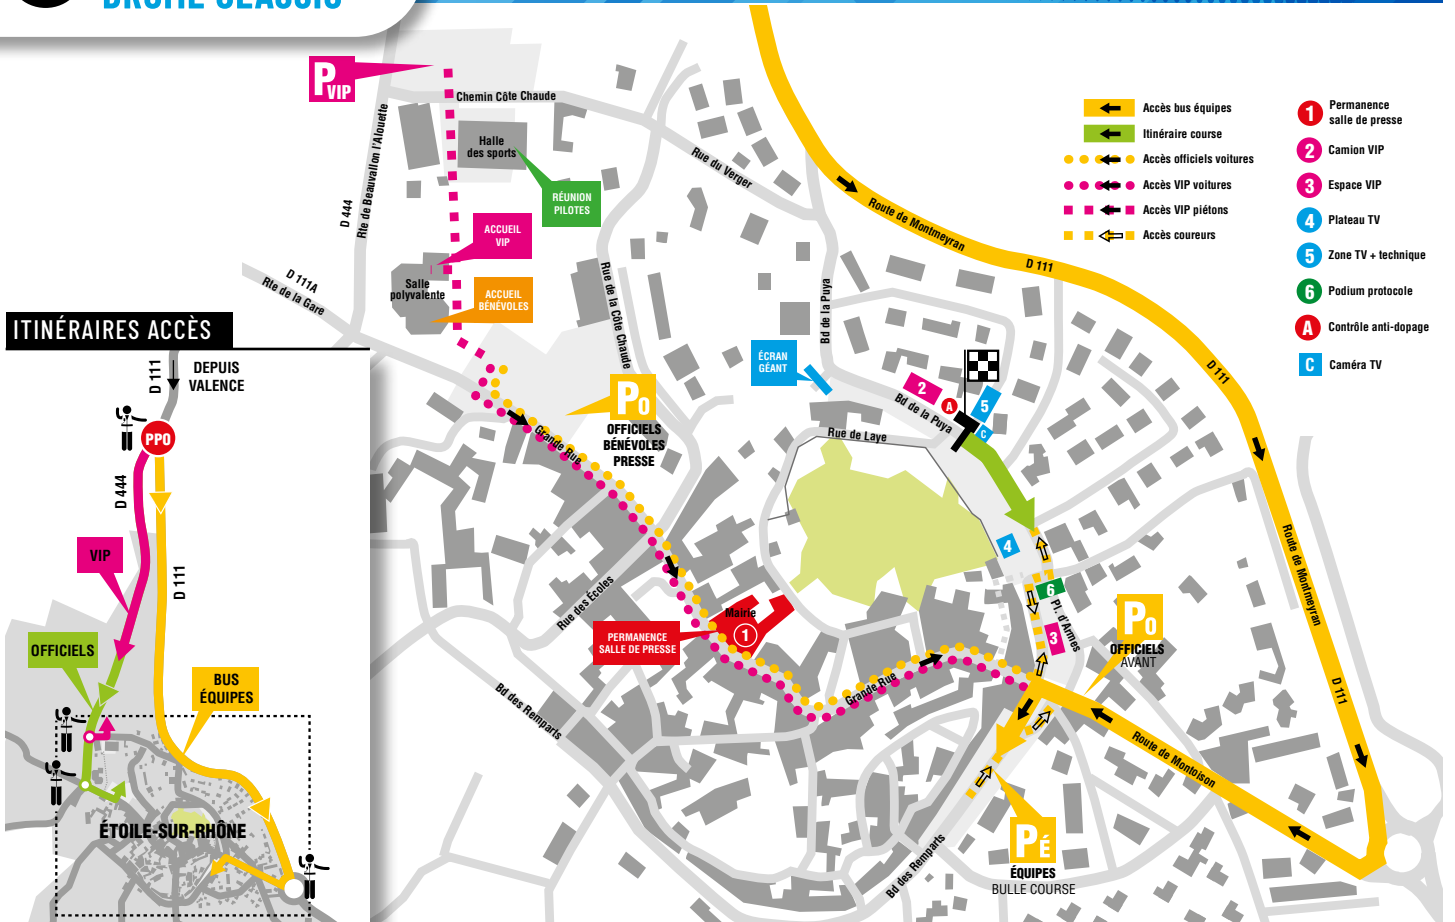 DRÔME CLASSIC
P VIP
Chemin Côte Chaude
Halle
des sports
RÉUNION
PILOTES
Rte de Beauvallon l'Alouette
D 444
ACCUEIL
VIP
Salle
polyvalente
ACCUEIL
BÉNÉVOLES
D 111A
Rte de la Gare
Rue du Verger
Rue de la Côte Chaude
Route de Montmeyran
D 111
Bd de la Puya
ÉCRAN
GÉANT
2
Bd de la Puya
A
5
C
Rue de Laye
PO
OFFICIELS
BÉNÉVOLES
PRESSE
Grande Rue
D 111
Route de Montmeyran
D 111
4
6
Pl. d'Armes
3
PO
OFFICIELS
AVANT
Rue des Écoles
Mairie
1
PERMANENCE
SALLE DE PRESSE
Grande Rue
Bd des Remparts
Route de Montoison
PÉ
ÉQUIPES
BULLE COURSE
Bd des Remparts
Accès bus équipes
Itinéraire course
Accès officiels voitures
Accès VIP voitures
Accès VIP piétons
Accès coureurs
1 Permanence
salle de presse
2 Camion VIP
3 Espace VIP
4 Plateau TV
5 Zone TV + technique
6 Podium protocole
A Contrôle anti-dopage
C Caméra TV
ITINÉRAIRES ACCÈS
D 111
DEPUIS
VALENCE
PPO
D 444
VIP
D 111
OFFICIELS
BUS
ÉQUIPES
ÉTOILE-SUR-RHÔNE